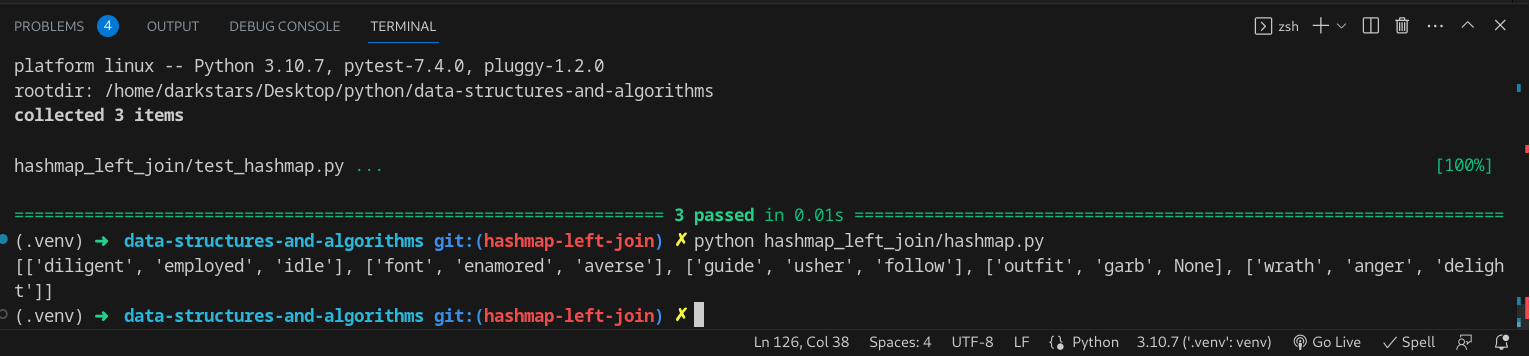 PROBLEMS 4 OUTPUT DEBUG CONSOLE TERMINAL zsh
platform linux -- Python 3.10.7, pytest-7.4.0, pluggy-1.2.0
rootdir: /home/darkstars/Desktop/python/data-structures-and-algorithms
collected 3 items
hashmap_left_join/test_hashmap.py ... [100%]
================================================================= 3 passed in 0.01s =================================================================
(.venv) ➜ data-structures-and-algorithms git:(hashmap-left-join) ✗ python hashmap_left_join/hashmap.py
[['diligent', 'employed', 'idle'], ['font', 'enamored', 'averse'], ['guide', 'usher', 'follow'], ['outfit', 'garb', None], ['wrath', 'anger', 'deligh
t']]
(.venv) ➜ data-structures-and-algorithms git:(hashmap-left-join) ✗
Ln 126, Col 38 Spaces: 4 UTF-8 LF Python 3.10.7 ('.venv': venv) Go Live Spell